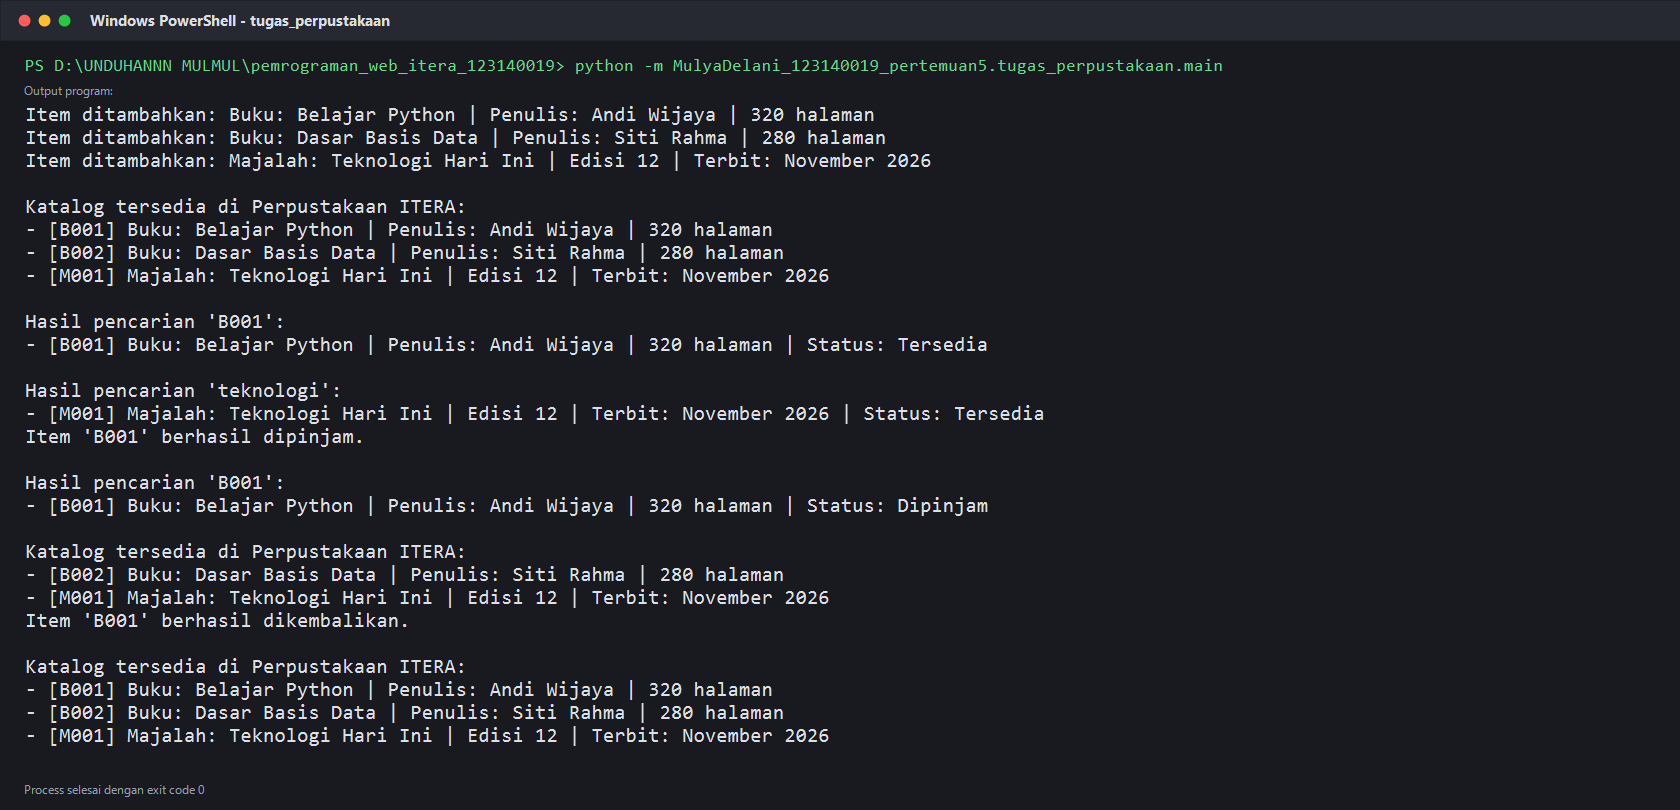 Windows PowerShell - tugas_perpustakaan
PS D:\UNDUHANNN MULMUL\pemrograman_web_itera_123140019> python -m MulyaDelani_123140019_pertemuan5.tugas_perpustakaan.main
Output program:
Item ditambahkan: Buku: Belajar Python | Penulis: Andi Wijaya | 320 halaman
Item ditambahkan: Buku: Dasar Basis Data | Penulis: Siti Rahma | 280 halaman
Item ditambahkan: Majalah: Teknologi Hari Ini | Edisi 12 | Terbit: November 2026
Katalog tersedia di Perpustakaan ITERA:
- [B001] Buku: Belajar Python | Penulis: Andi Wijaya | 320 halaman
- [B002] Buku: Dasar Basis Data | Penulis: Siti Rahma | 280 halaman
- [M001] Majalah: Teknologi Hari Ini | Edisi 12 | Terbit: November 2026
Hasil pencarian 'B001':
- [B001] Buku: Belajar Python | Penulis: Andi Wijaya | 320 halaman | Status: Tersedia
Hasil pencarian 'teknologi':
- [M001] Majalah: Teknologi Hari Ini | Edisi 12 | Terbit: November 2026 | Status: Tersedia
Item 'B001' berhasil dipinjam.
Hasil pencarian 'B001':
- [B001] Buku: Belajar Python | Penulis: Andi Wijaya | 320 halaman | Status: Dipinjam
Katalog tersedia di Perpustakaan ITERA:
- [B002] Buku: Dasar Basis Data | Penulis: Siti Rahma | 280 halaman
- [M001] Majalah: Teknologi Hari Ini | Edisi 12 | Terbit: November 2026
Item 'B001' berhasil dikembalikan.
Katalog tersedia di Perpustakaan ITERA:
- [B001] Buku: Belajar Python | Penulis: Andi Wijaya | 320 halaman
- [B002] Buku: Dasar Basis Data | Penulis: Siti Rahma | 280 halaman
- [M001] Majalah: Teknologi Hari Ini | Edisi 12 | Terbit: November 2026
Process selesai dengan exit code 0